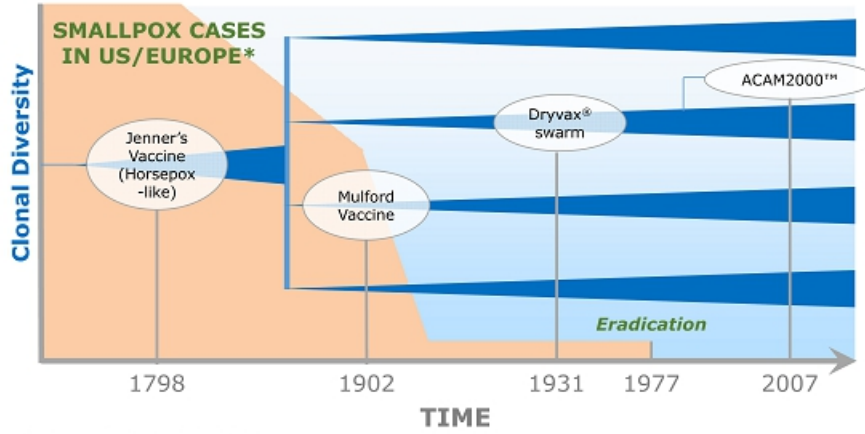 SMALLPOX CASES
IN US/EUROPE*
Clonal Diversity
Jenner's
Vaccine
(Horsepox
-like)
Mulford
Vaccine
Dryvax®
swarm
ACAM2000™
Eradication
1798
1902
1931
1977
2007
TIME